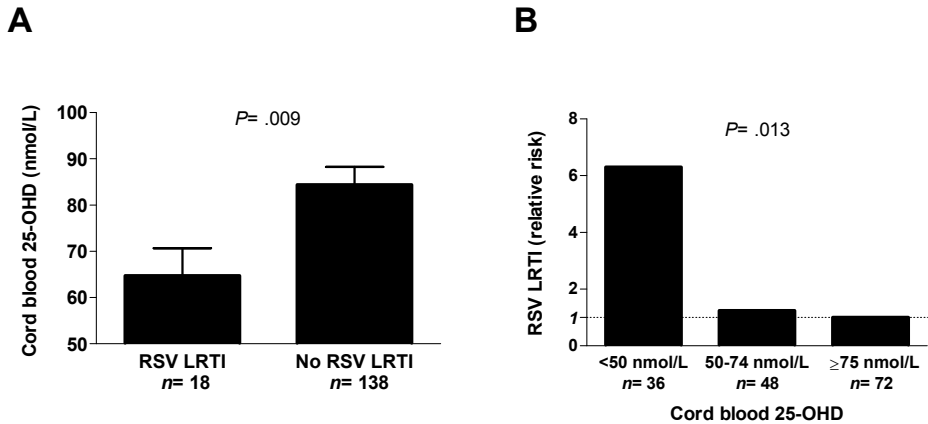 A
Cord blood 25-OHD (nmol/L)
100
90
80
70
60
50
P= .009
RSV LRTI
n= 18
No RSV LRTI
n= 138
B
RSV LRTI (relative risk)
8
6
4
2
1
0
P= .013
<50 nmol/L
n= 36
50-74 nmol/L
n= 48
≥75 nmol/L
n= 72
Cord blood 25-OHD